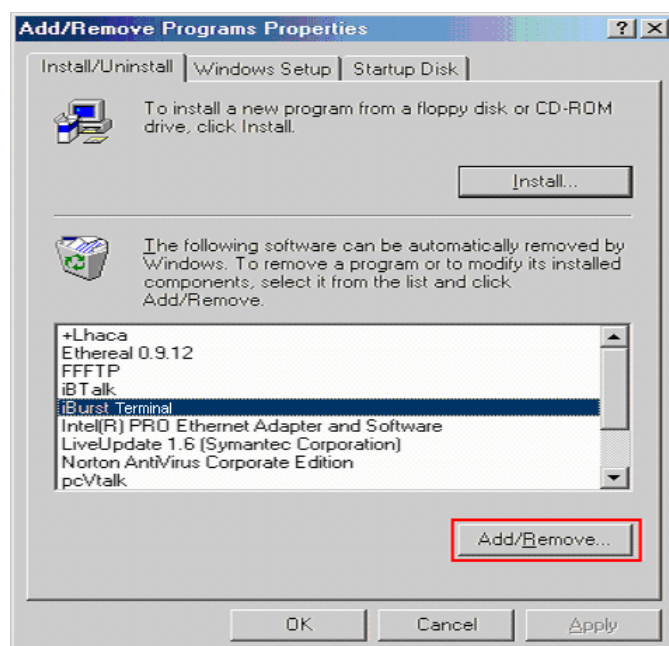 Add/Remove Programs Properties
Install/Uninstall Windows Setup Startup Disk
To install a new program from a floppy disk or CD-ROM
drive, click Install.
Install...
The following software can be automatically removed by
Windows. To remove a program or to modify its installed
components, select it from the list and click
Add/Remove.
+Lhaca
Ethereal 0.9.12
FFFTP
iBTalk
iBurst Terminal
Intel(R) PRO Ethernet Adapter and Software
LiveUpdate 1.6 (Symantec Corporation)
Norton AntiVirus Corporate Edition
pcVtalk
Add/Remove...
OK Cancel Apply